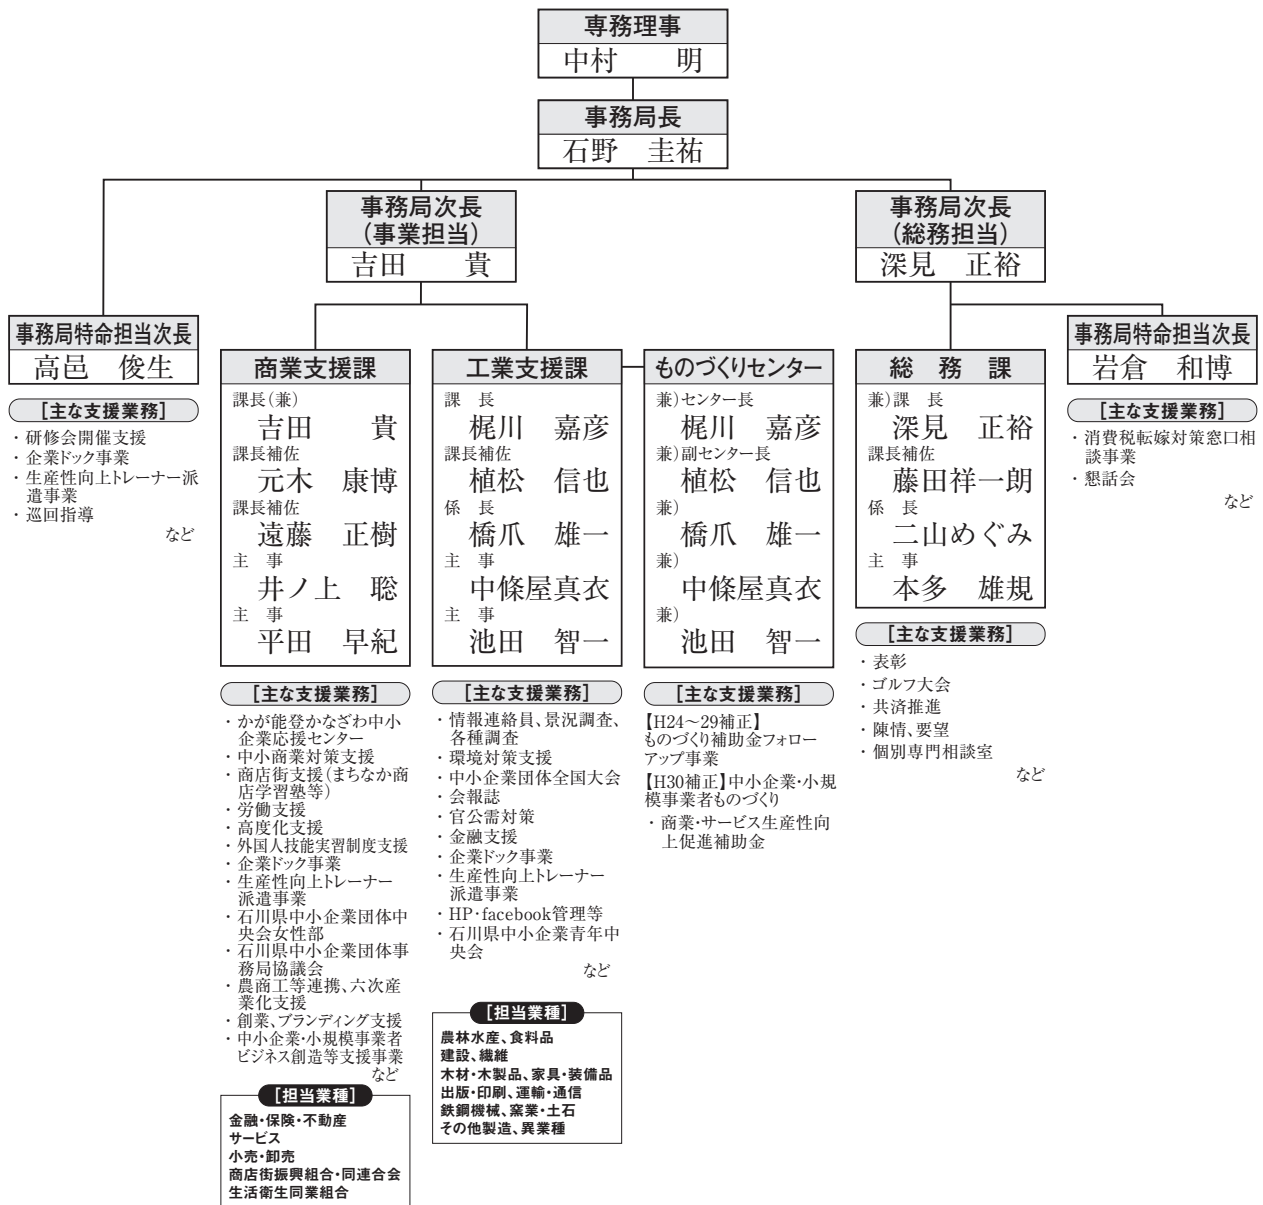 専務理事
中村　明
事務局長
石野　圭祐
事務局次長
(事業担当)
吉田　貴
事務局次長
(総務担当)
深見　正裕
事務局特命担当次長
高邑　俊生
[主な支援業務]
・研修会開催支援
・企業ドック事業
・生産性向上トレーナー派
遣事業
・巡回指導
など
商業支援課
課長(兼)
吉田　貴
課長補佐
元木　康博
課長補佐
遠藤　正樹
主　事
井ノ上　聡
主　事
平田　早紀
[主な支援業務]
・かが能登かなざわ中小
企業応援センター
・中小商業対策支援
・商店街支援(まちなか商
店学習塾等)
・労働支援
・高度化支援
・外国人技能実習制度支援
・企業ドック事業
・生産性向上トレーナー
派遣事業
・石川県中小企業団体中
央会女性部
・石川県中小企業団体事
務局協議会
・農商工等連携、六次産
業化支援
・創業、ブランディング支援
・中小企業・小規模事業者
ビジネス創造等支援事業
など
[担当業種]
金融・保険・不動産
サービス
小売・卸売
商店街振興組合・同連合会
生活衛生同業組合
工業支援課
課　長
梶川　嘉彦
課長補佐
植松　信也
係　長
橋爪　雄一
主　事
中條屋真衣
主　事
池田　智一
[主な支援業務]
・情報連絡員、景況調査、
各種調査
・環境対策支援
・中小企業団体全国大会
・会報誌
・官公需対策
・金融支援
・企業ドック事業
・生産性向上トレーナー
派遣事業
・HP・facebook管理等
・石川県中小企業青年中
央会
など
[担当業種]
農林水産、食料品
建設、繊維
木材・木製品、家具・装備品
出版・印刷、運輸・通信
鉄鋼機械、窯業・土石
その他製造、異業種
ものづくりセンター
兼)センター長
梶川　嘉彦
兼)副センター長
植松　信也
兼)
橋爪　雄一
兼)
中條屋真衣
兼)
池田　智一
[主な支援業務]
【H24～29補正】
ものづくり補助金フォロー
アップ事業
【H30補正】中小企業・小規
模事業者ものづくり
・商業・サービス生産性向
上促進補助金
総　務　課
兼)課　長
深見　正裕
課長補佐
藤田祥一朗
係　長
二山めぐみ
主　事
本多　雄規
[主な支援業務]
・表彰
・ゴルフ大会
・共済推進
・陳情、要望
・個別専門相談室
など
事務局特命担当次長
岩倉　和博
[主な支援業務]
・消費税転嫁対策窓口相
談事業
・懇話会
など